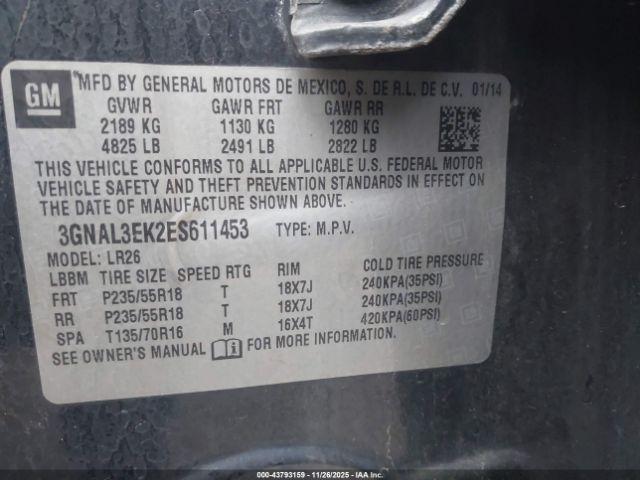 GM
MFD BY GENERAL MOTORS DE MEXICO, S. DE R.L. DE C.V. 01/14
GVWR GAWR FRT GAWR RR
2189 KG 1130 KG 1280 KG
4825 LB 2491 LB 2822 LB
THIS VEHICLE CONFORMS TO ALL APPLICABLE U.S. FEDERAL MOTOR
VEHICLE SAFETY AND THEFT PREVENTION STANDARDS IN EFFECT ON
THE DATE OF MANUFACTURE SHOWN ABOVE.
3GNAL3EK2ES611453 TYPE: M.P.V.
MODEL: LR26
LBBM TIRE SIZE SPEED RTG RIM COLD TIRE PRESSURE
FRT P235/55R18 T 18X7J 240KPA(35PSI)
RR P235/55R18 T 18X7J 240KPA(35PSI)
SPA T135/70R16 M 16X4T 420KPA(60PSI)
SEE OWNER'S MANUAL FOR MORE INFORMATION.
© 43793159 | 11/26/2025 - IAA, Inc.